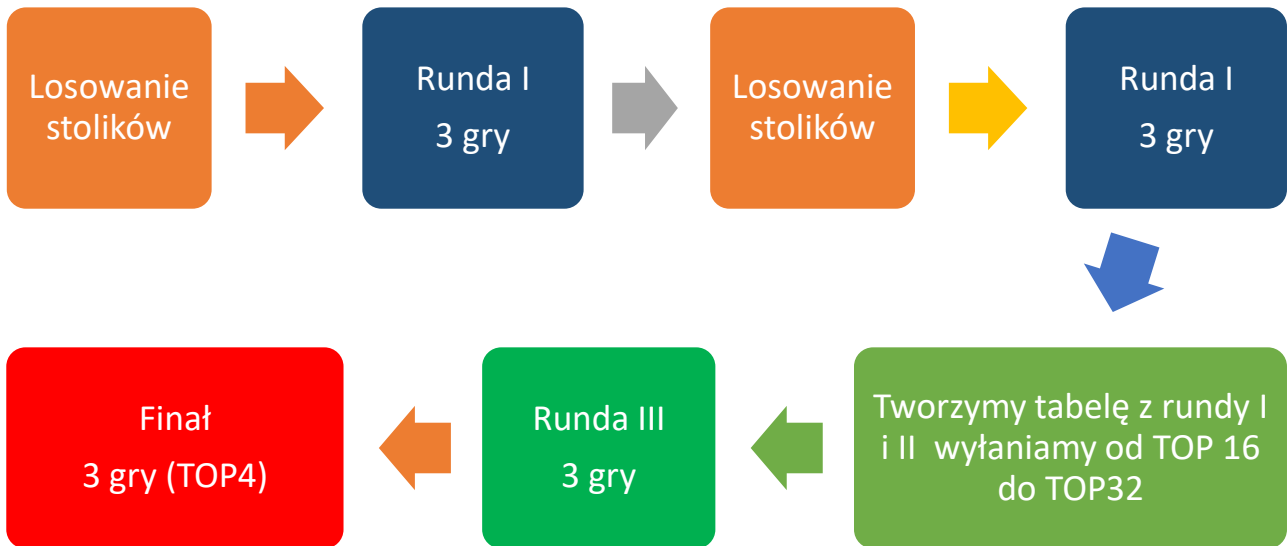 Losowanie
stolików
Runda I
3 gry
Losowanie
stolików
Runda I
3 gry
Tworzymy tabelę z rundy I
i II  wyłaniamy od TOP 16
do TOP32
Runda III
3 gry
Finał
3 gry (TOP4)